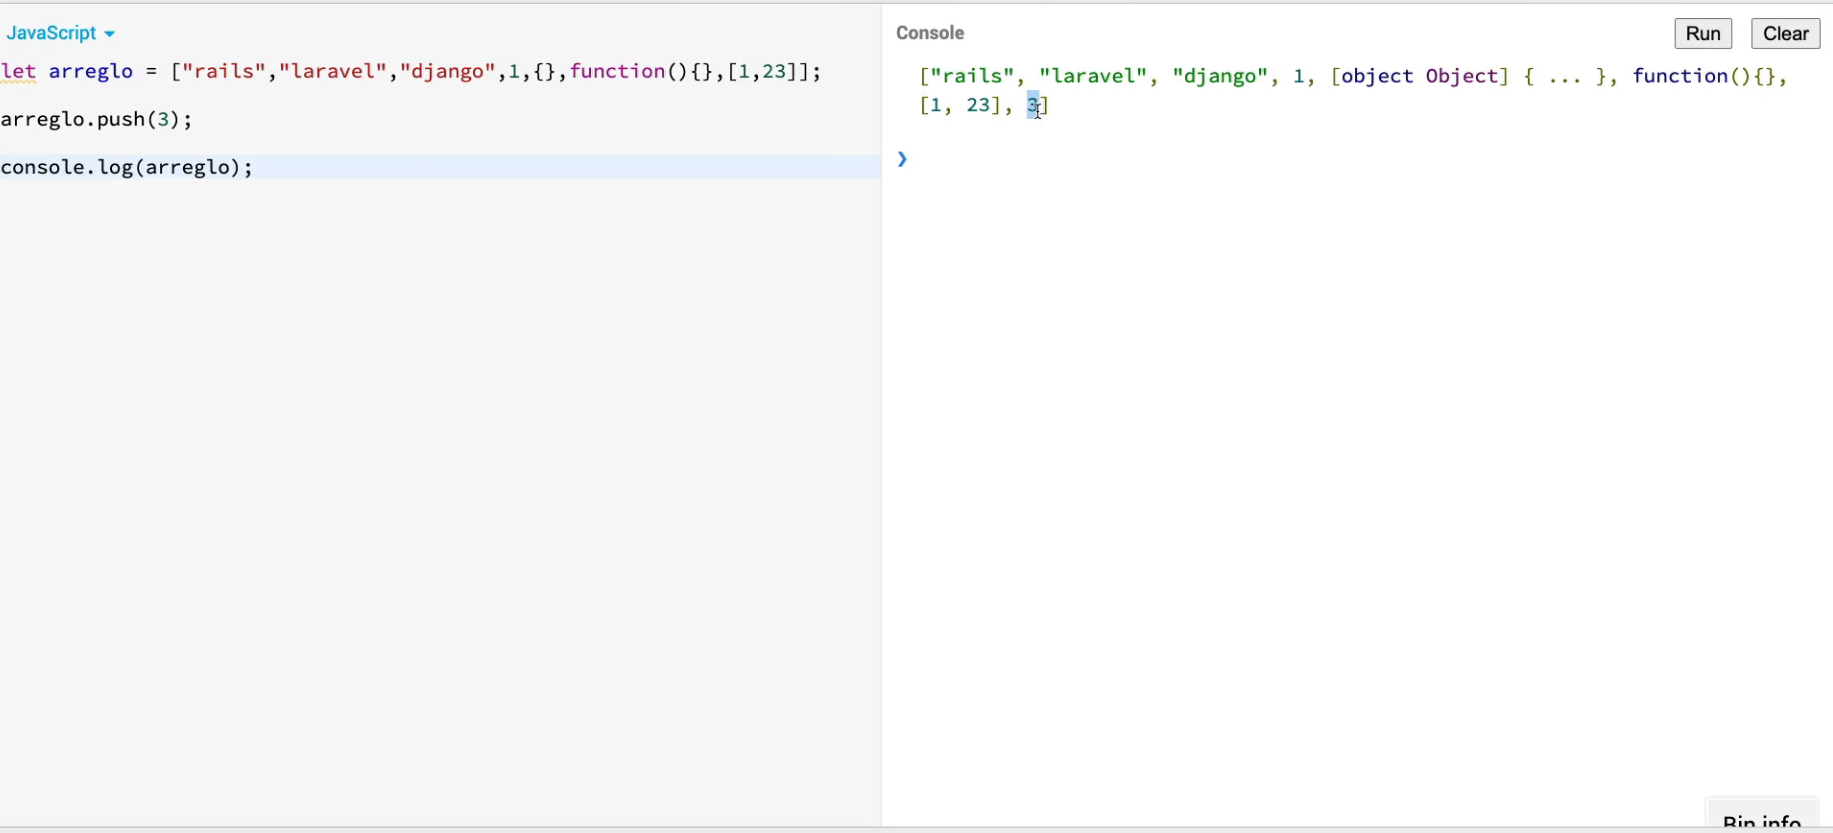 JavaScript
let arreglo = ["rails","laravel","django",1,{},function(){},[1,23]];
arreglo.push(3);
console.log(arreglo);
Console
Run
Clear
["rails", "laravel", "django", 1, [object Object] { ... }, function(){},
[1, 23], 3]
❯
Bin info